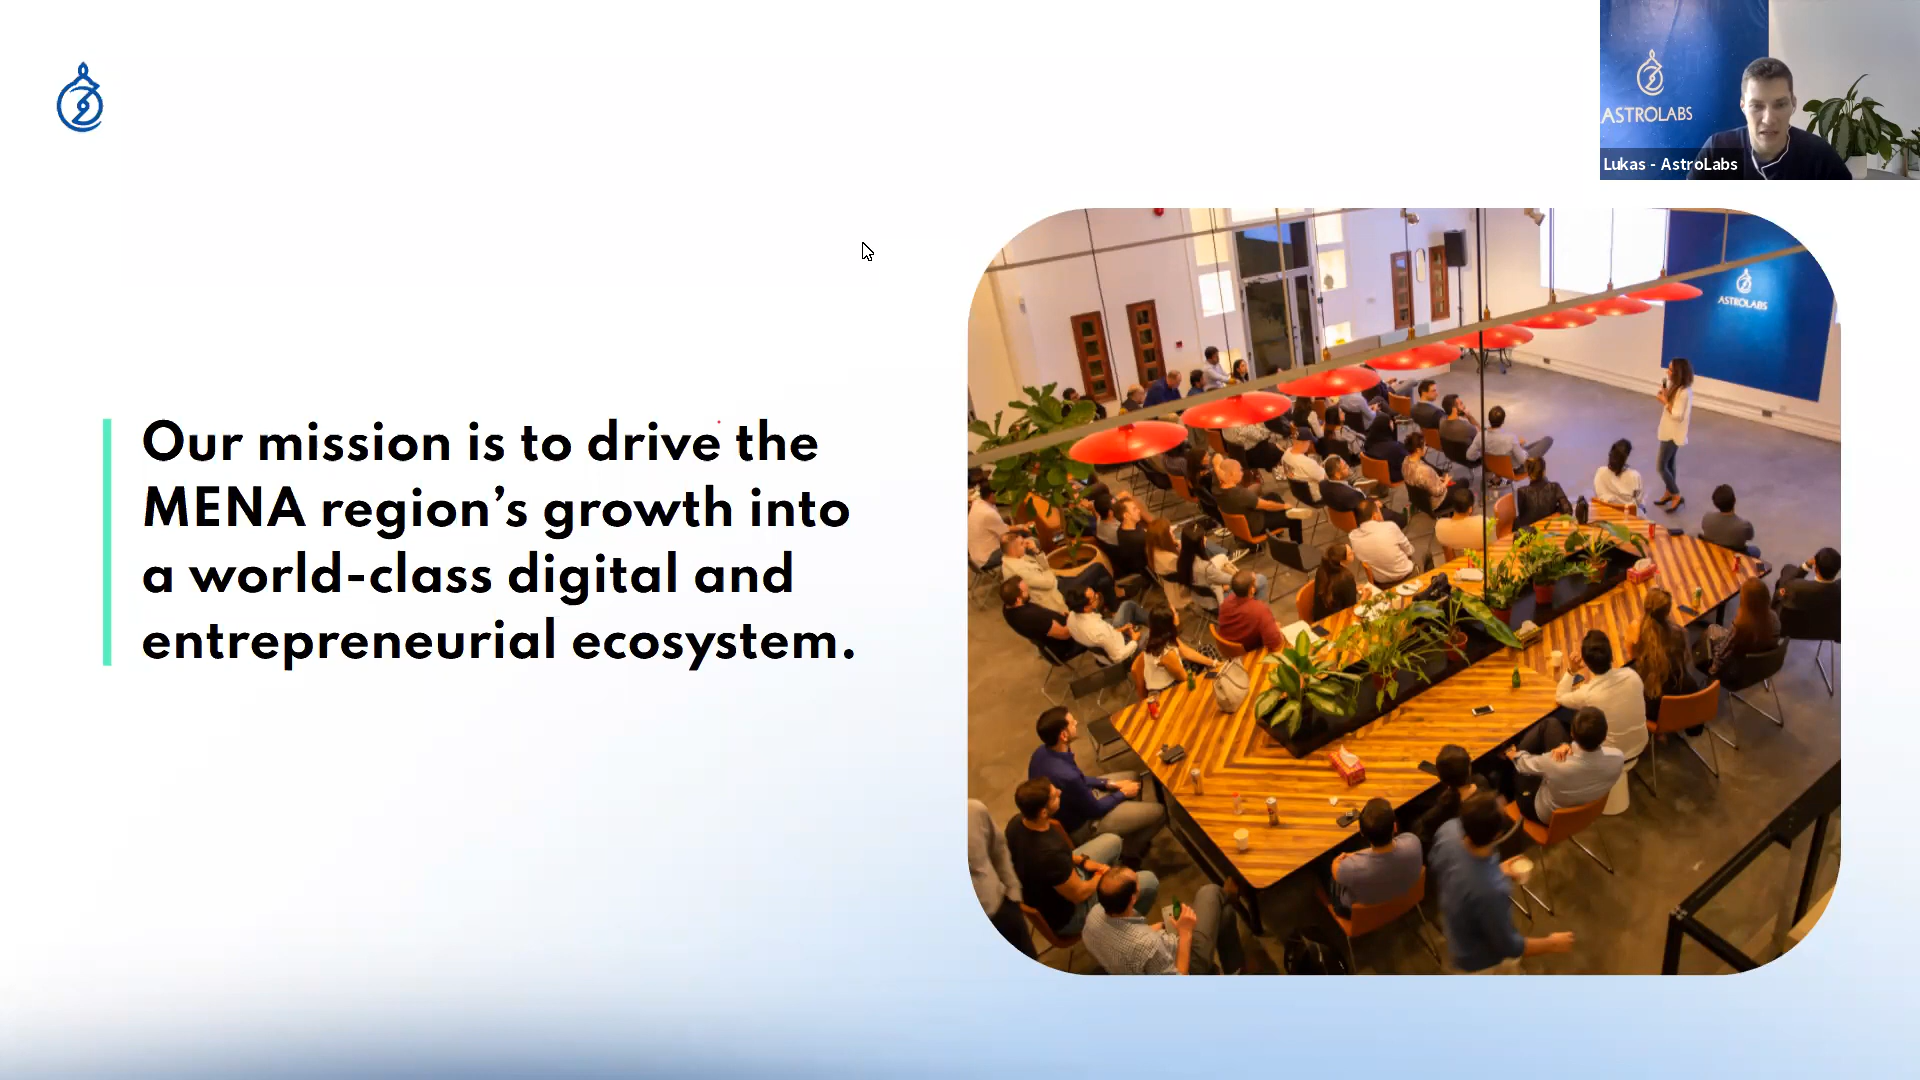 ASTROLABS
Lukas - AstroLabs
ASTROLABS
Our mission is to drive the
MENA region’s growth into
a world-class digital and
entrepreneurial ecosystem.